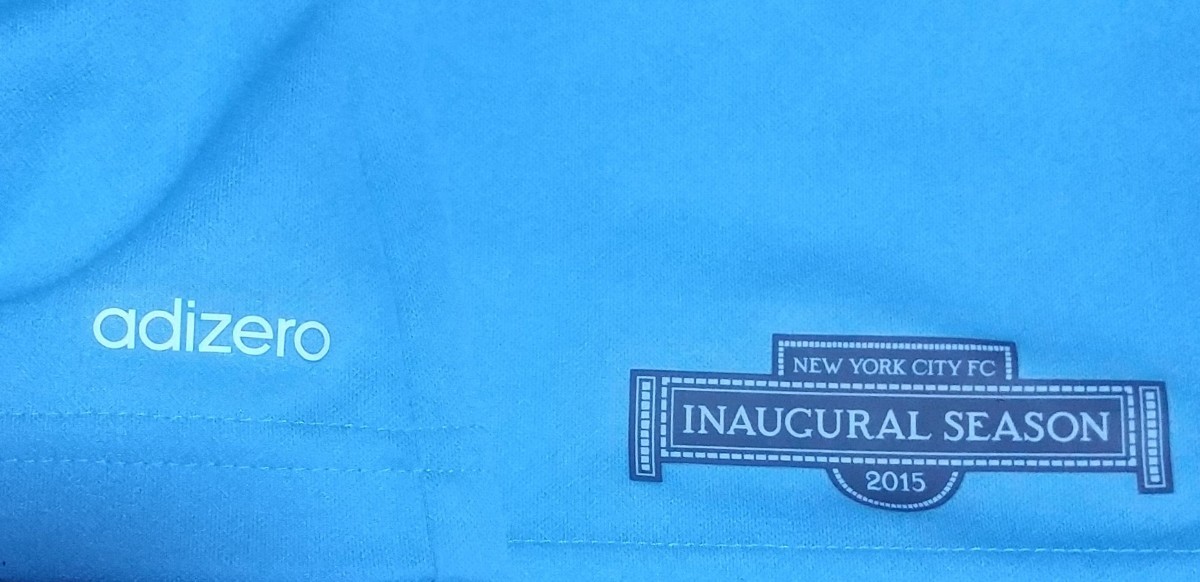 adizero
NEW YORK CITY FC
INAUGURAL SEASON
2015